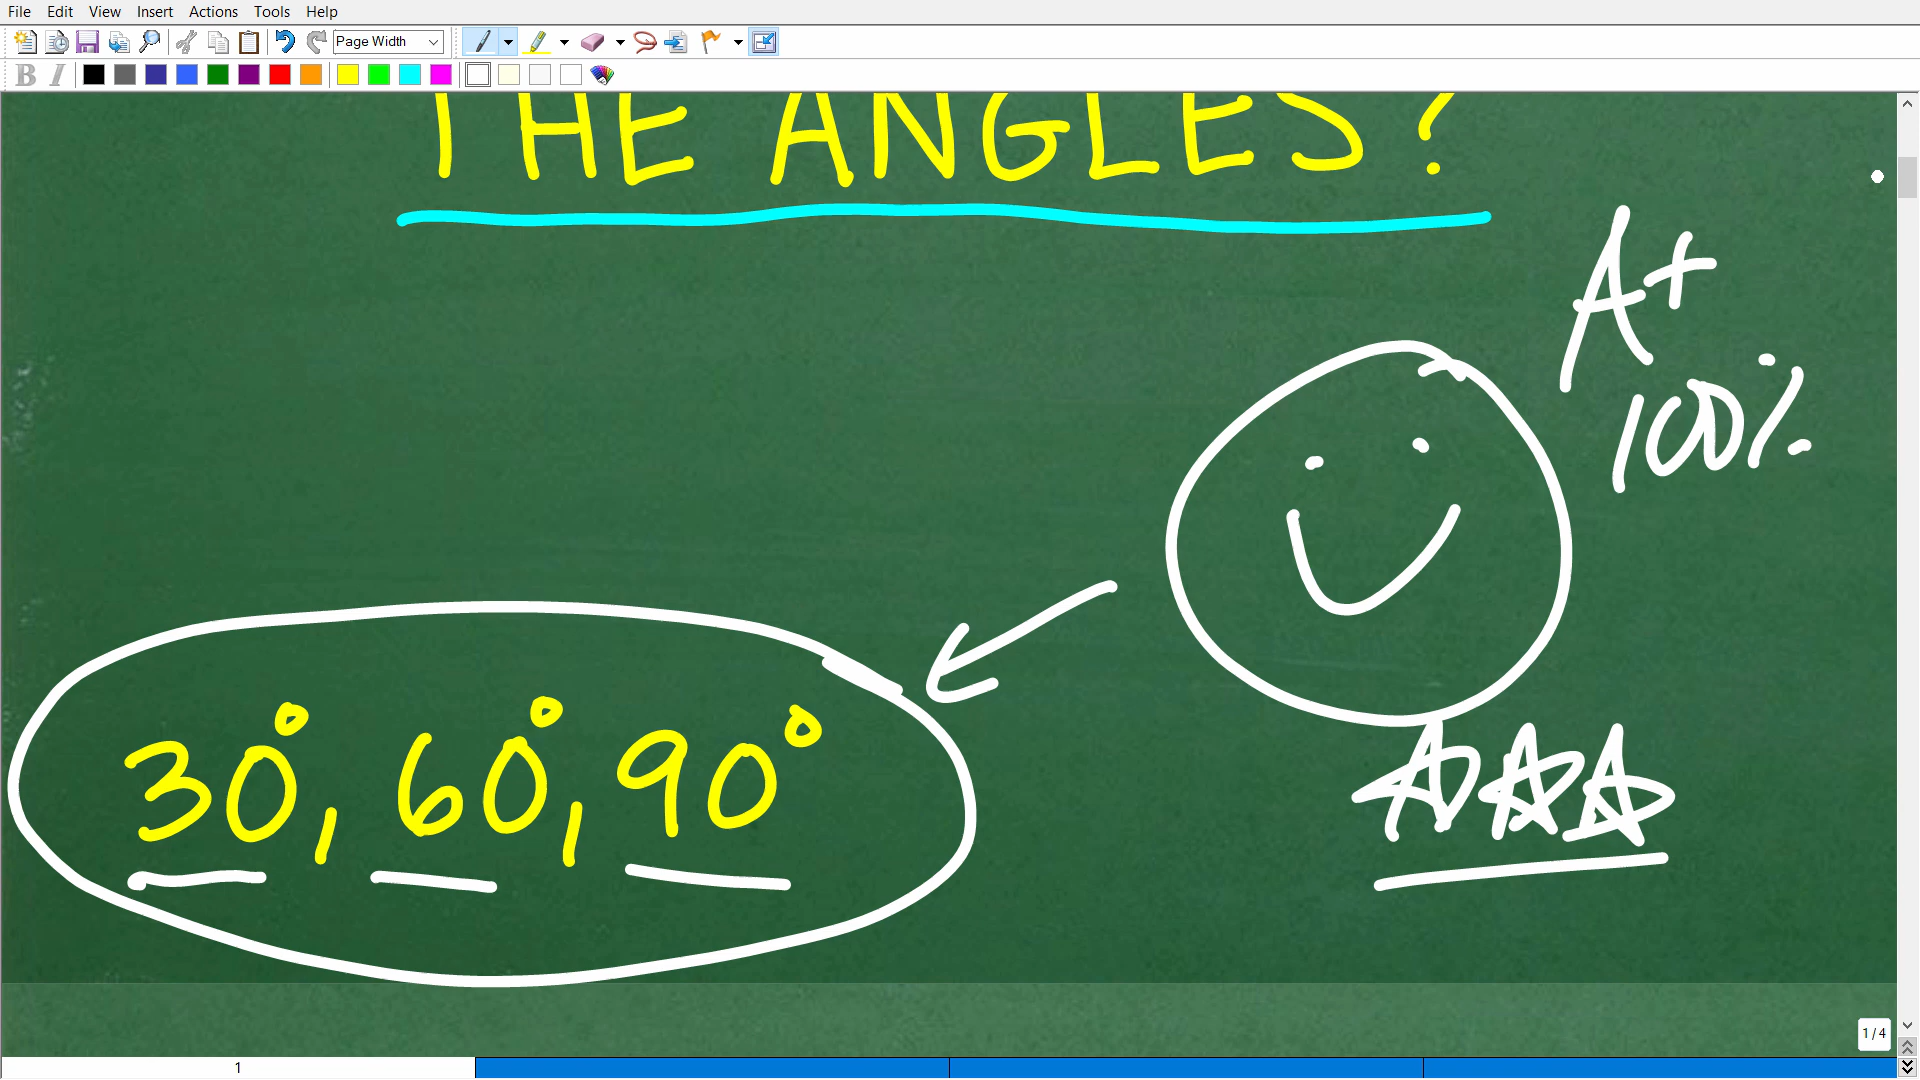 File Edit View Insert Actions Tools Help
Page Width
B I
THE ANGLES?
A+
100%
30°, 60°, 90°
1 / 4
1